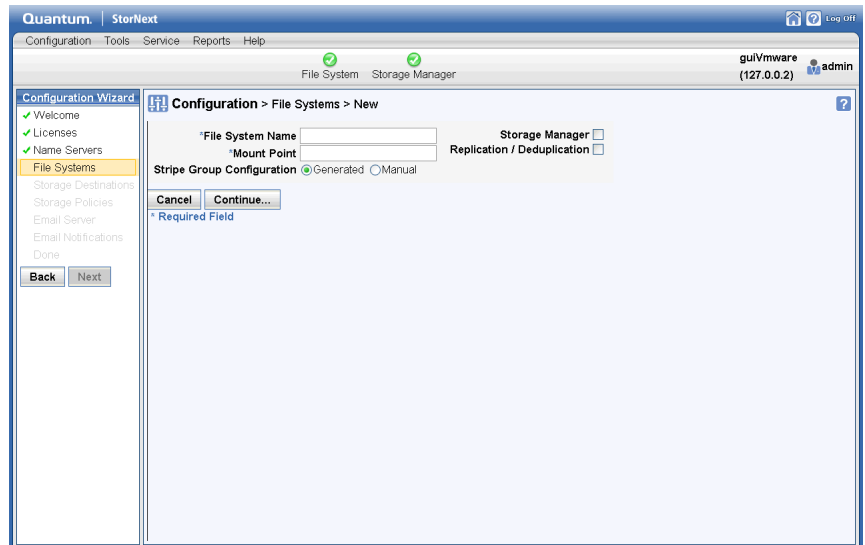 Quantum. StorNext
Log Off
Configuration Tools Service Reports Help
File System Storage Manager
guiVmware
(127.0.0.2)
admin
Configuration Wizard
Welcome
Licenses
Name Servers
File Systems
Storage Destinations
Storage Policies
Email Server
Email Notifications
Done
Back Next
Configuration > File Systems > New
?
*File System Name
Storage Manager
*Mount Point
Replication / Deduplication
Stripe Group Configuration Generated Manual
Cancel Continue...
* Required Field